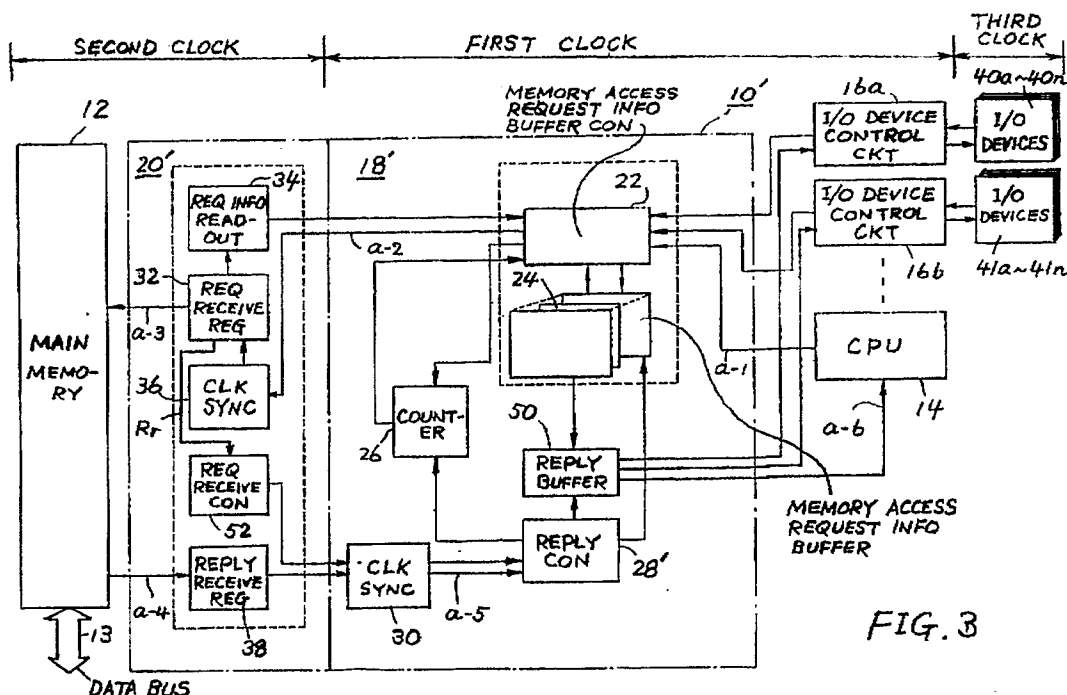 SECOND CLOCK
FIRST CLOCK
THIRD
CLOCK
12
20'
18'
MEMORY ACCESS
REQUEST INFO
BUFFER CON
10'
16a
40a~40n
I/O DEVICE
CONTROL
CKT
I/O
DEVICES
34
REQ INFO
READ-
OUT
22
a-2
I/O DEVICE
CONTROL
CKT
I/O
DEVICES
16b
41a~41n
32
REQ
RECEIVE
REG
a-3
24
MAIN
MEMO-
RY
36
CLK
SYNC
Rr
COUNT-
ER
26
a-1
CPU
14
a-6
50
REPLY
BUFFER
REQ
RECEIVE
CON
52
MEMORY ACCESS
REQUEST INFO
BUFFER
REPLY
RECEIVE
REG
38
a-4
CLK
SYNC
30
a-5
REPLY
CON
28'
13
DATA BUS
FIG. 3